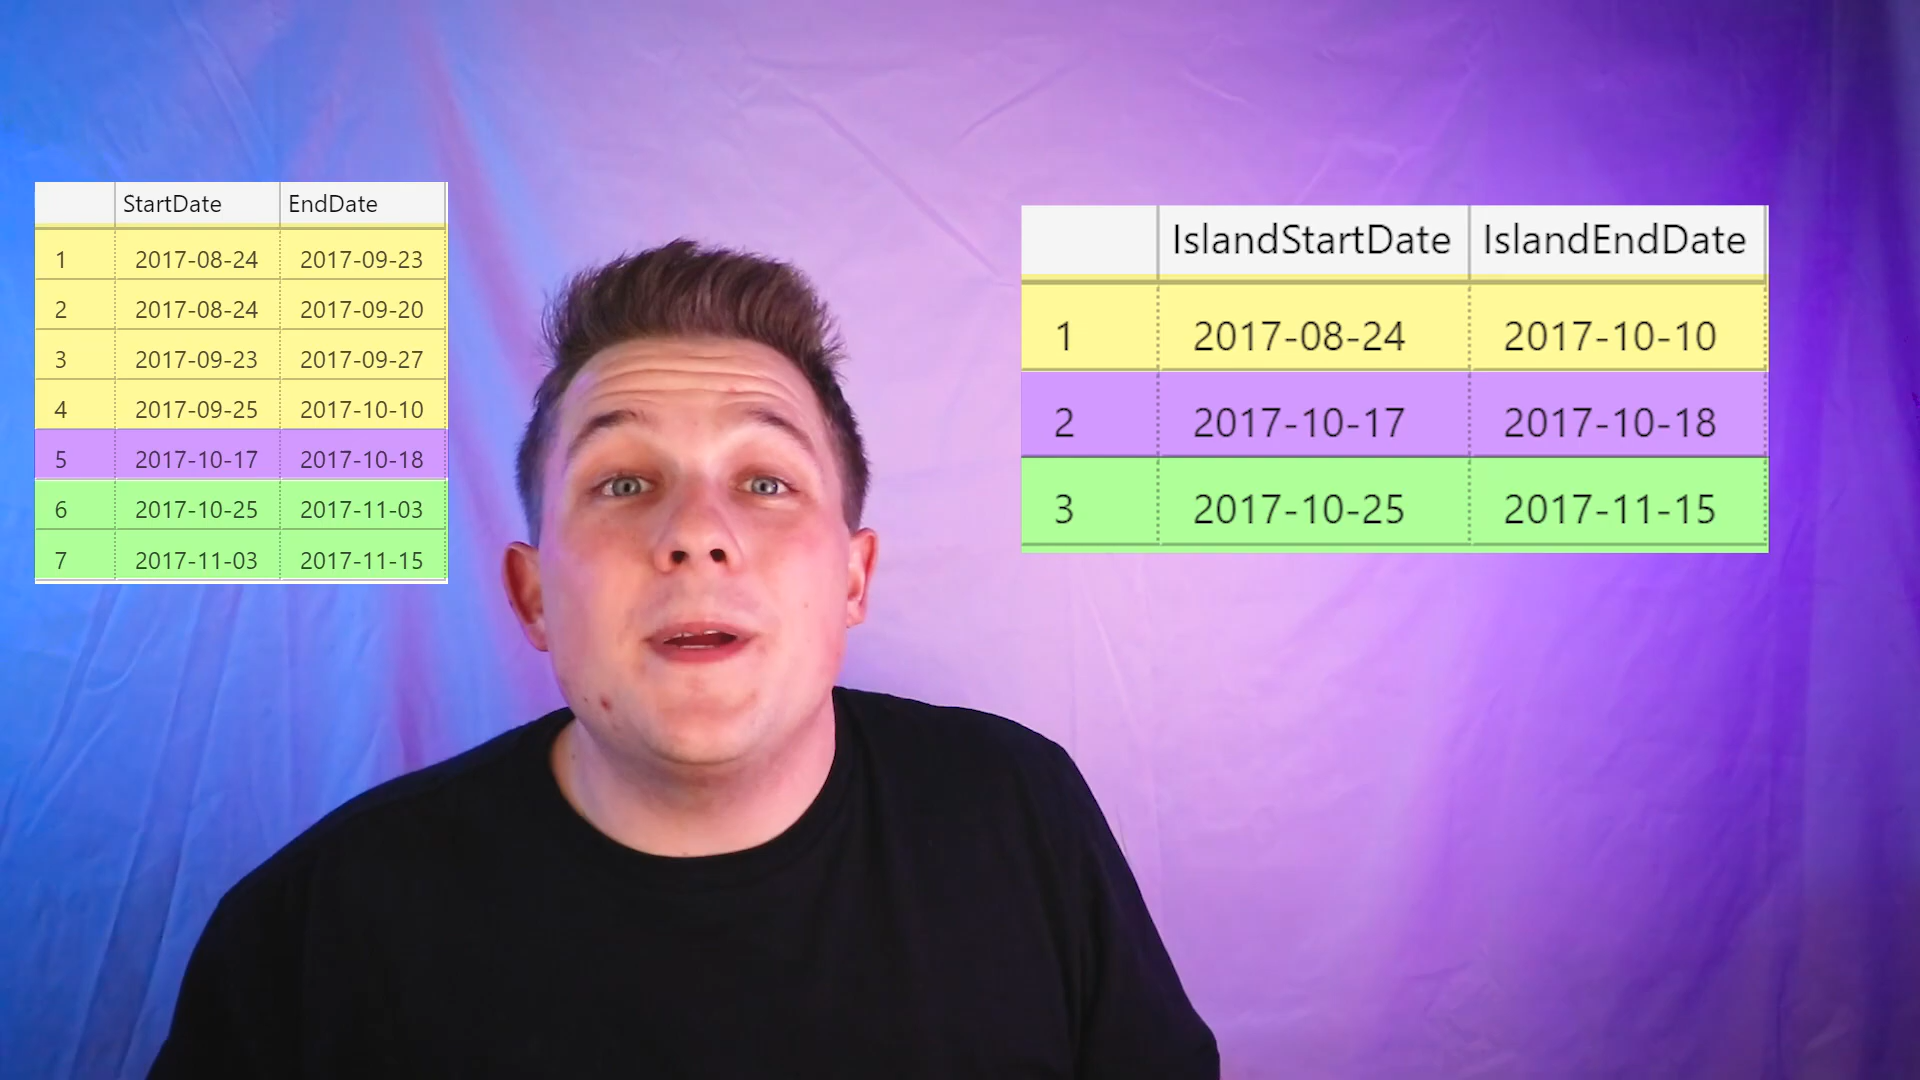 StartDate EndDate
1 2017-08-24 2017-09-23
2 2017-08-24 2017-09-20
3 2017-09-23 2017-09-27
4 2017-09-25 2017-10-10
5 2017-10-17 2017-10-18
6 2017-10-25 2017-11-03
7 2017-11-03 2017-11-15
IslandStartDate IslandEndDate
1 2017-08-24 2017-10-10
2 2017-10-17 2017-10-18
3 2017-10-25 2017-11-15